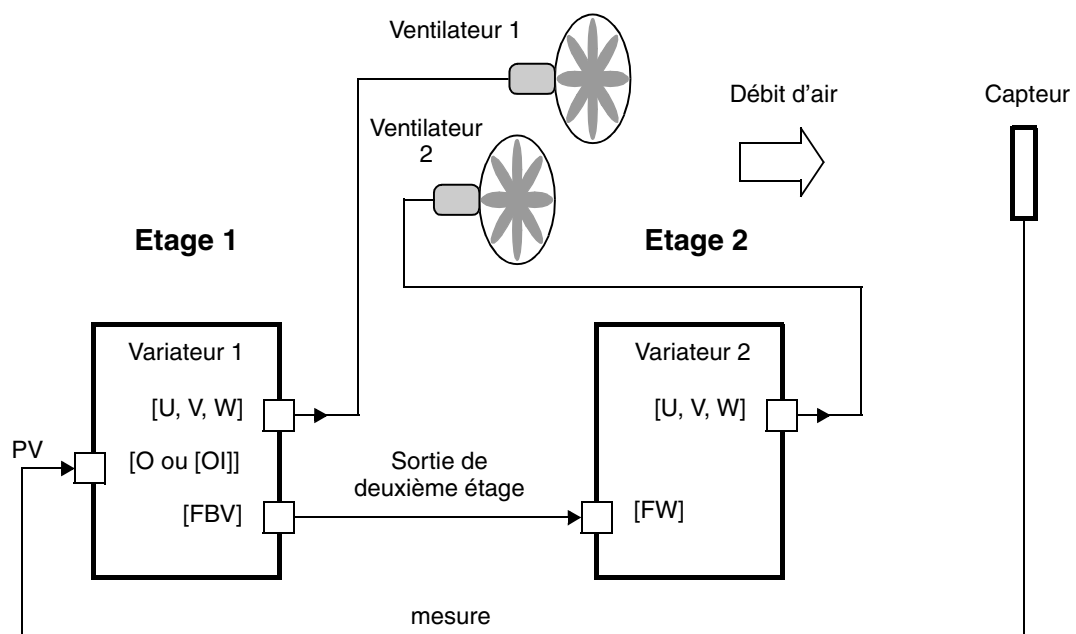 Ventilateur 1
Débit d'air
Capteur
Ventilateur
2
Etage 1
Etage 2
Variateur 1
Variateur 2
[U, V, W]
[U, V, W]
PV
[O ou [OI]]
Sortie de
deuxième étage
[FBV]
[FW]
mesure